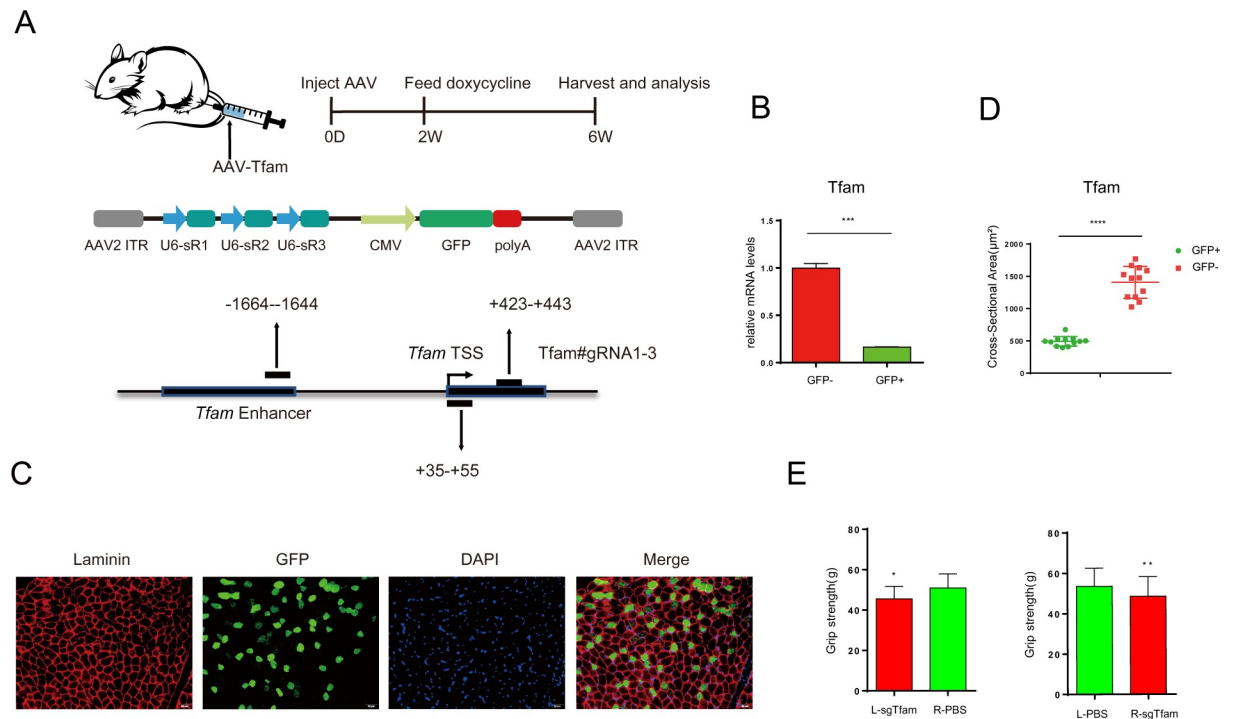 A
Inject AAV Feed doxycycline Harvest and analysis
0D 2W 6W
AAV-Tfam
AAV2 ITR U6-sR1 U6-sR2 U6-sR3 CMV GFP polyA AAV2 ITR
-1664--1644 +423-+443
Tfam TSS Tfam#gRNA1-3
Tfam Enhancer
+35-+55
B
Tfam
***
relative mRNA levels
1.5
1.0
0.5
0.0
GFP- GFP+
D
Tfam
****
Cross-Sectional Area(μm²)
2000
1500
1000
500
0
GFP+
GFP-
C
Laminin GFP DAPI Merge
E
Grip strength(g)
80
60
40
20
0
*
L-sgTfam R-PBS
Grip strength(g)
80
60
40
20
0
**
L-PBS R-sgTfam